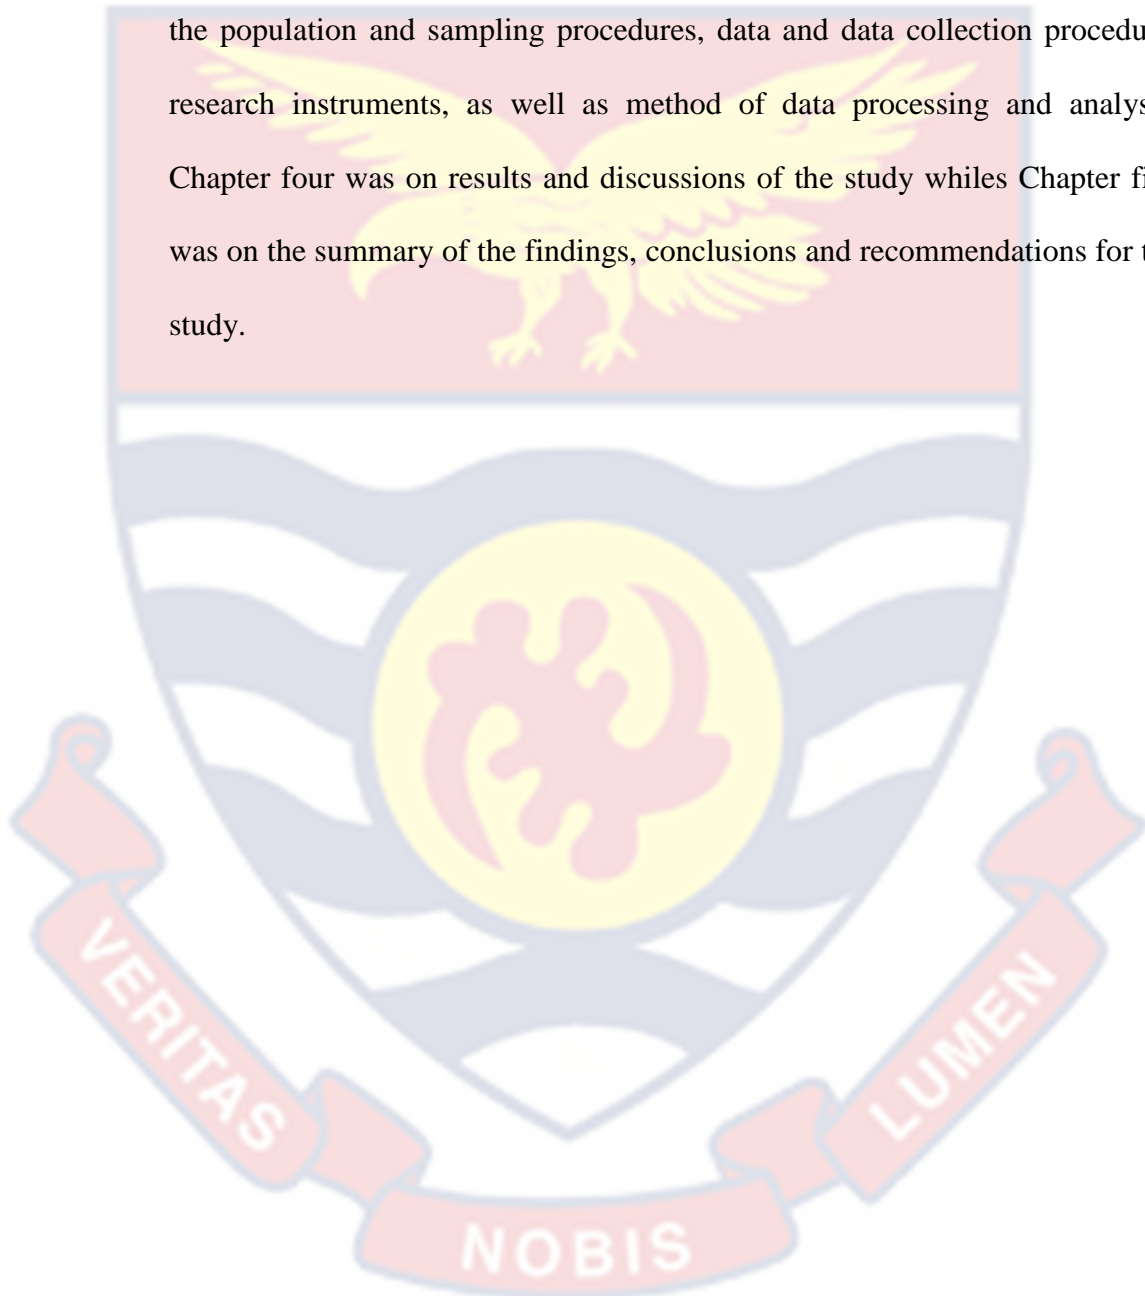 the population and sampling procedures, data and data collection procedu
research instruments, as well as method of data processing and analys
Chapter four was on results and discussions of the study whiles Chapter fi
was on the summary of the findings, conclusions and recommendations for t
study.
VERITAS
NOBIS
LUMEN